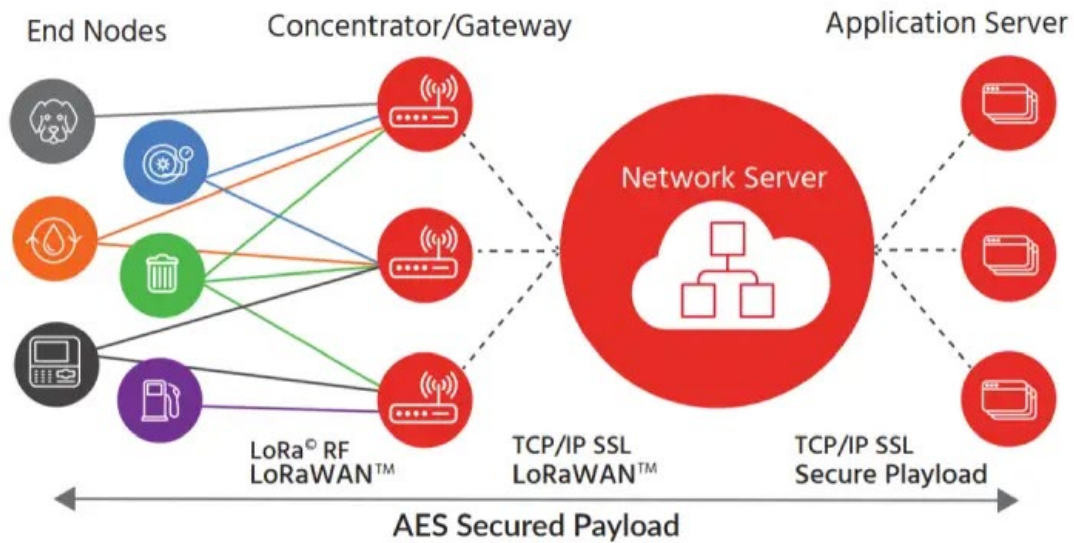 End Nodes
Concentrator/Gateway
Application Server
Network Server
LoRa© RF
LoRaWAN™
TCP/IP SSL
LoRaWAN™
TCP/IP SSL
Secure Playload
AES Secured Payload